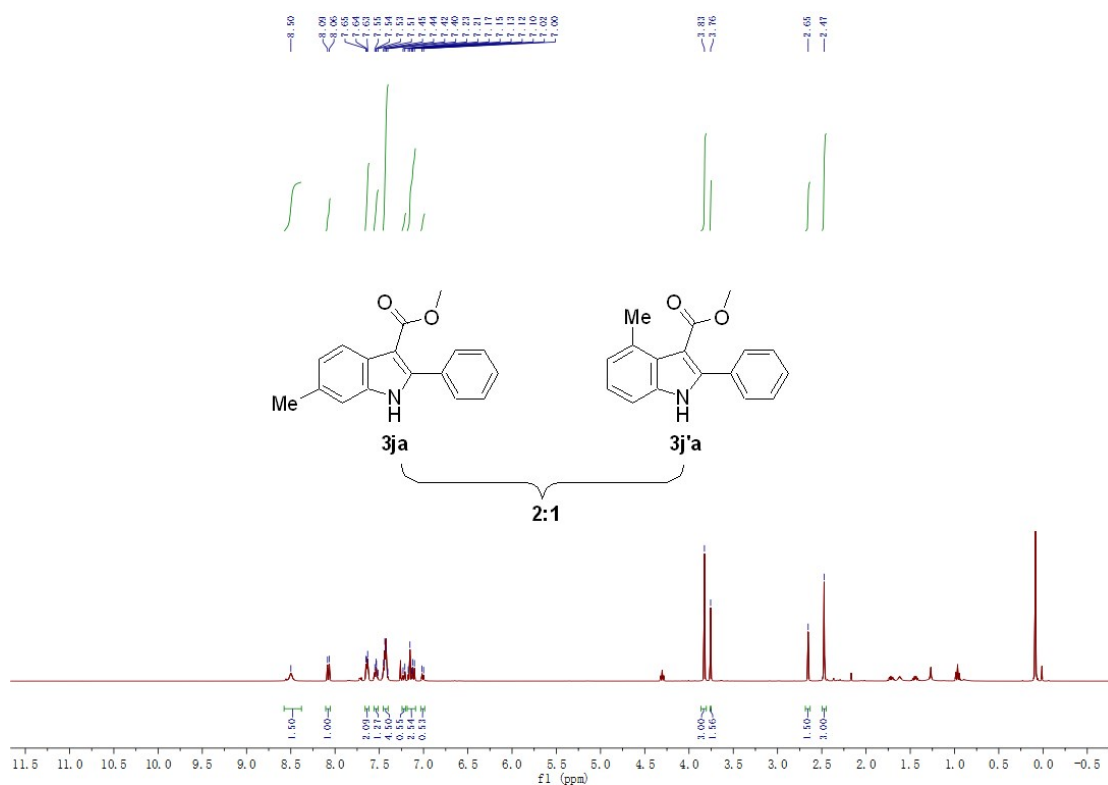 8.50 8.09 8.06 7.65 7.64 7.63 7.55 7.54 7.53 7.51 7.45 7.44 7.42 7.40 7.23 7.21 7.17 7.15 7.13 7.12 7.10 7.02 7.00 3.83 3.76 2.65 2.47
O
O
N
H
Me
3ja
Me
O
O
N
H
3j'a
2:1
1.50 1.00 2.09 1.27 4.50 0.55 2.54 0.53 3.00 1.56 1.50 3.00
11.5 11.0 10.5 10.0 9.5 9.0 8.5 8.0 7.5 7.0 6.5 6.0 5.5 5.0 4.5 4.0 3.5 3.0 2.5 2.0 1.5 1.0 0.5 0.0 -0.5
f1 (ppm)